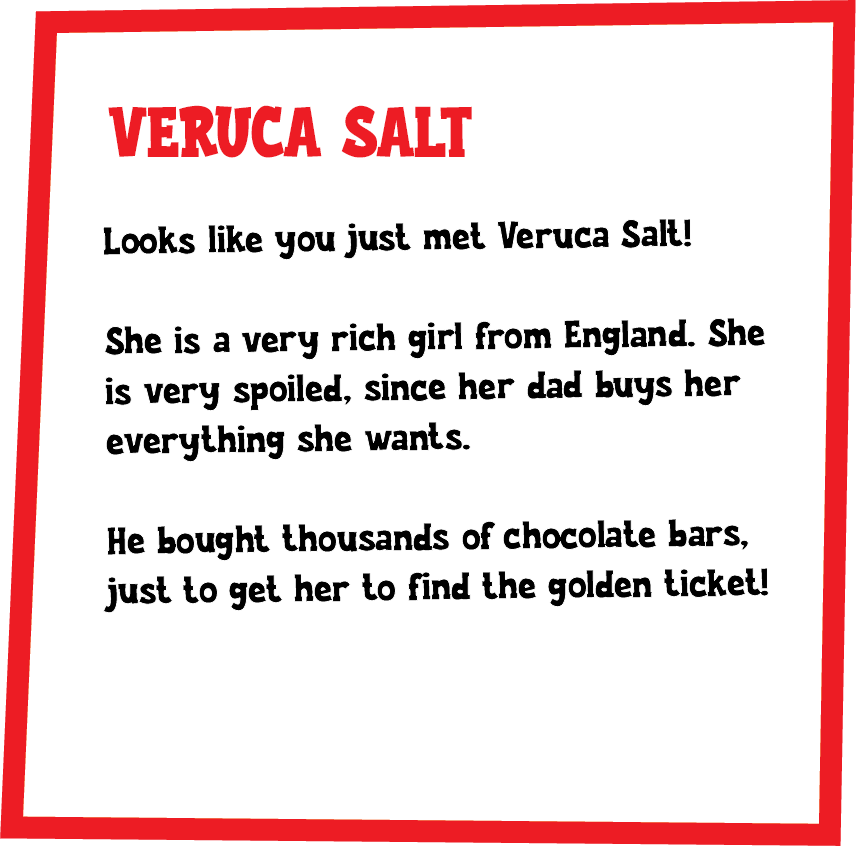 VERUCA SALT
Looks like you just met Veruca Salt!
She is a very rich girl from England. She
is very spoiled, since her dad buys her
everything she wants.
He bought thousands of chocolate bars,
just to get her to find the golden ticket!